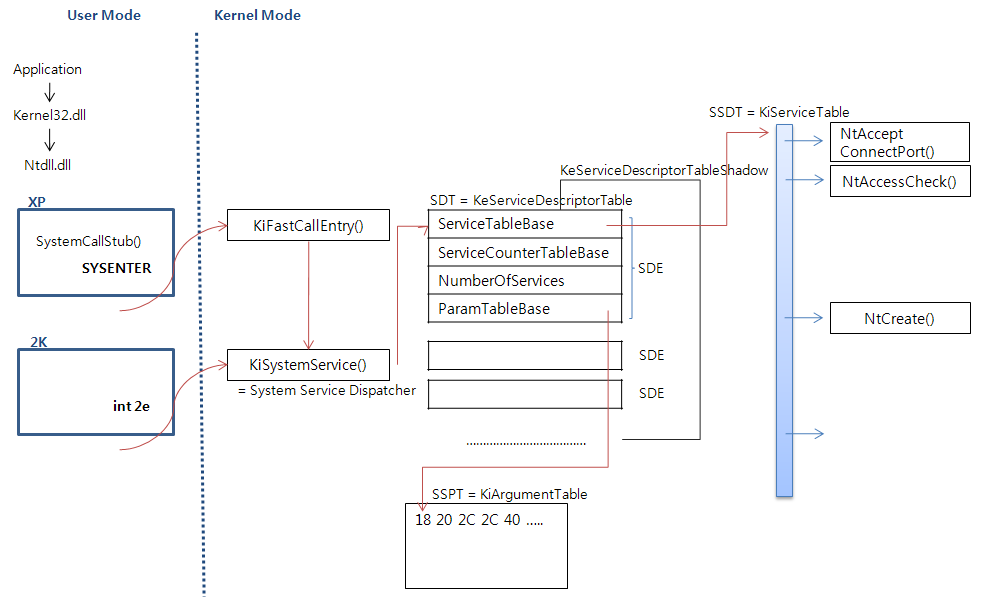 User Mode
Kernel Mode
Application
Kernel32.dll
Ntdll.dll
XP
SystemCallStub()
SYSENTER
2K
int 2e
KiFastCallEntry()
KiSystemService()
= System Service Dispatcher
KeServiceDescriptorTableShadow
SDT = KeServiceDescriptorTable
ServiceTableBase
ServiceCounterTableBase
NumberOfServices
ParamTableBase
SDE
SDE
SDE
......................................
SSPT = KiArgumentTable
18 20 2C 2C 40 .....
SSDT = KiServiceTable
NtAccept
ConnectPort()
NtAccessCheck()
NtCreate()